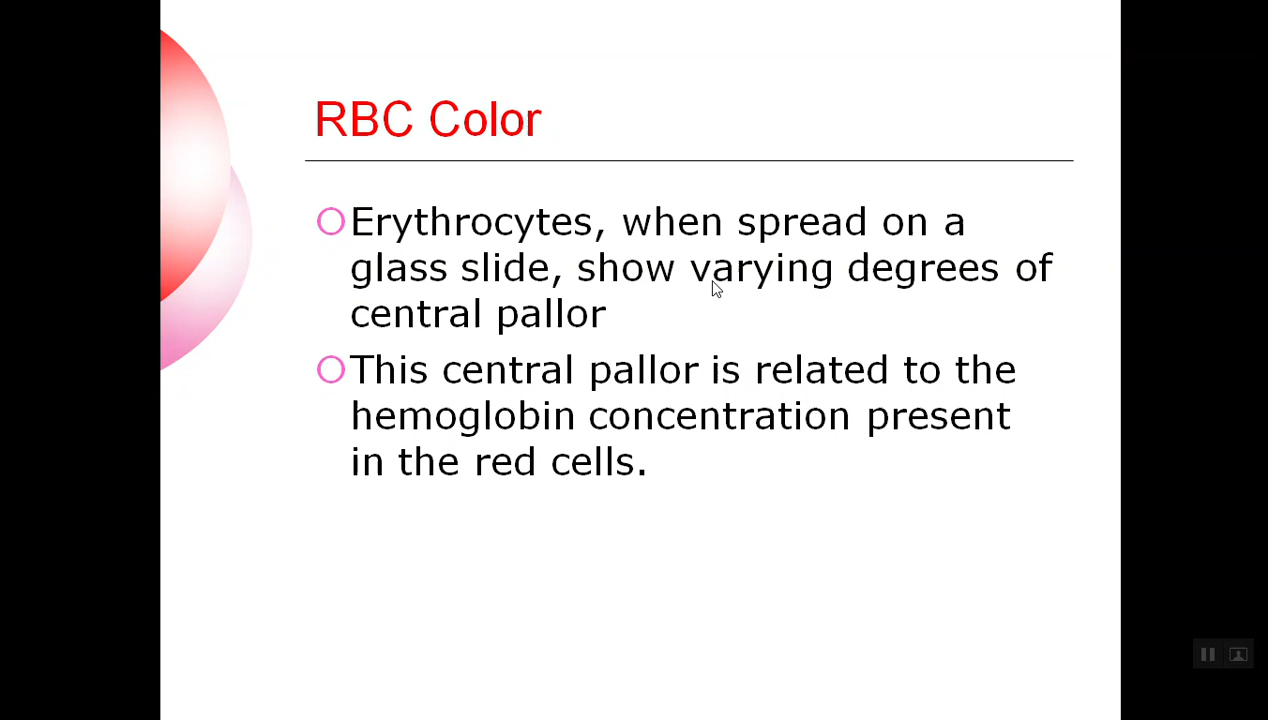 RBC Color
Erythrocytes, when spread on a
glass slide, show varying degrees of
central pallor
This central pallor is related to the
hemoglobin concentration present
in the red cells.